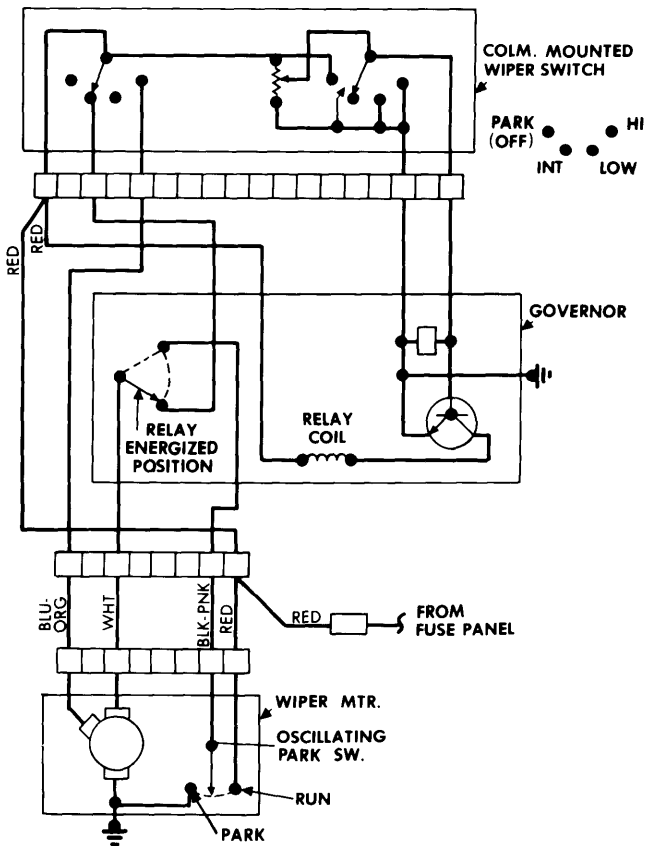 COLM. MOUNTED
WIPER SWITCH
PARK
(OFF)
HI
INT
LOW
RED
RED
GOVERNOR
RELAY
ENERGIZED
POSITION
RELAY
COIL
BLU-
ORG
WHT
BLK-PNK
RED
RED
FROM
FUSE PANEL
WIPER MTR.
OSCILLATING
PARK SW.
RUN
PARK